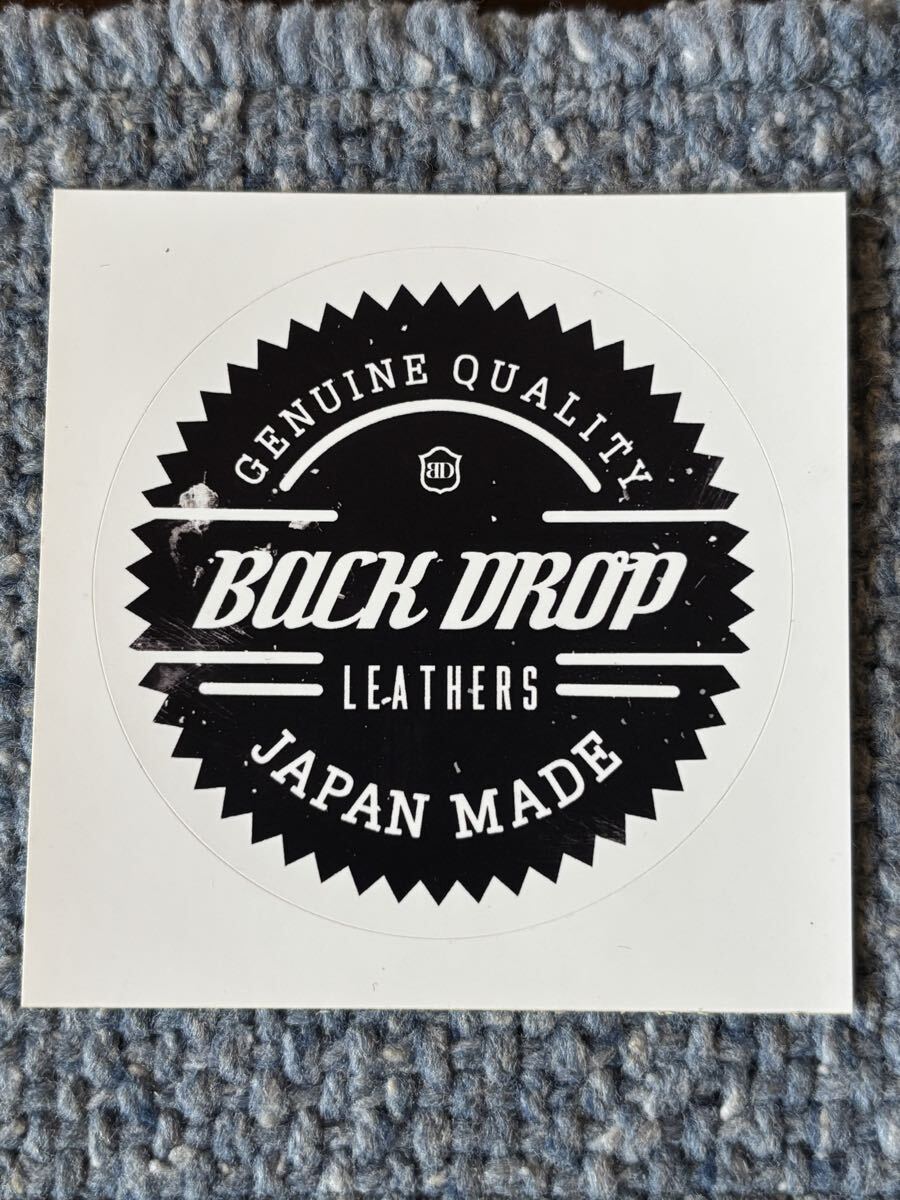 GENUINE QUALITY
BD
BACK DROP
LEATHERS
JAPAN MADE